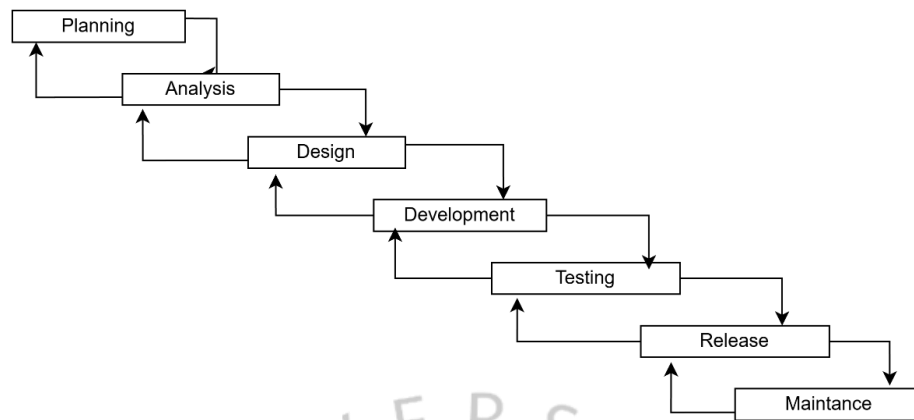 Planning
Analysis
Design
Development
Testing
Release
Maintance